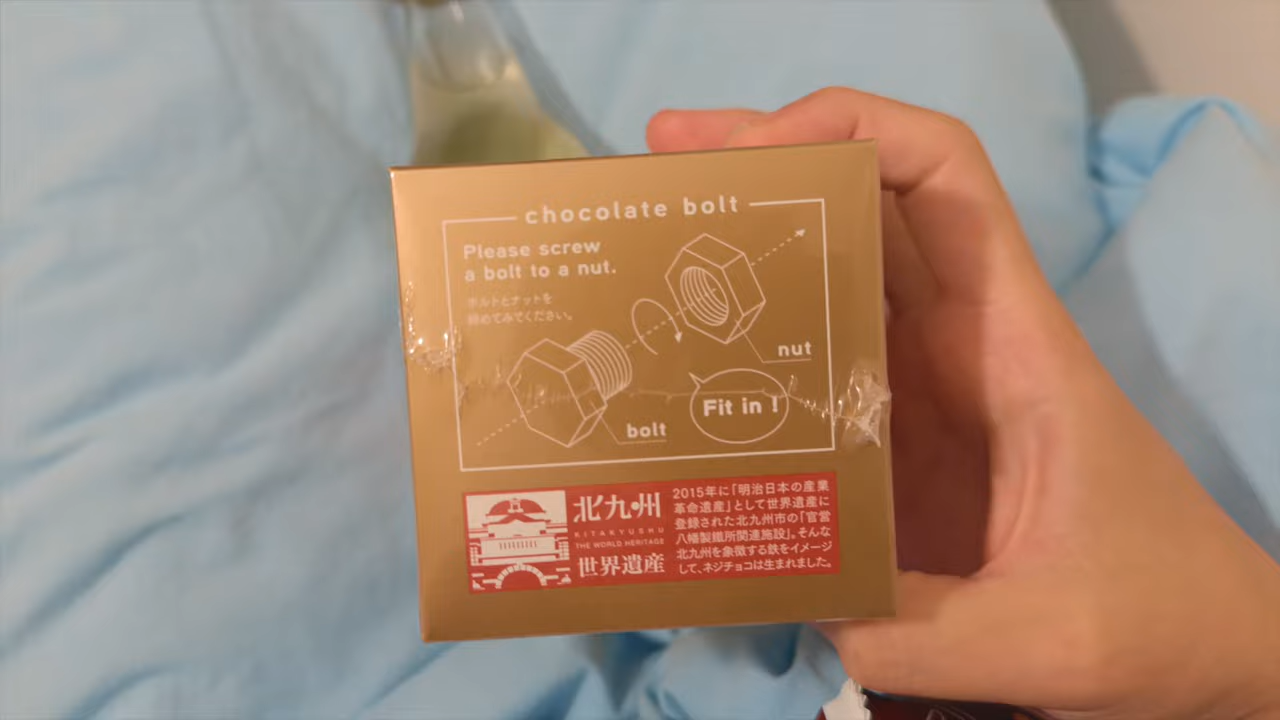 chocolate bolt
Please screw
a bolt to a nut.
ボルトとナットを
締めてみてください。
nut
Fit in !
bolt
北九州
KITAKYUSHU
THE WORLD HERITAGE
世界遺産
2015年に「明治日本の産業
革命遺産」として世界遺産に
登録された北九州市の「官営
八幡製鐵所関連施設」。そんな
北九州を象徴する鉄をイメージ
して、ネジチョコは生まれました。